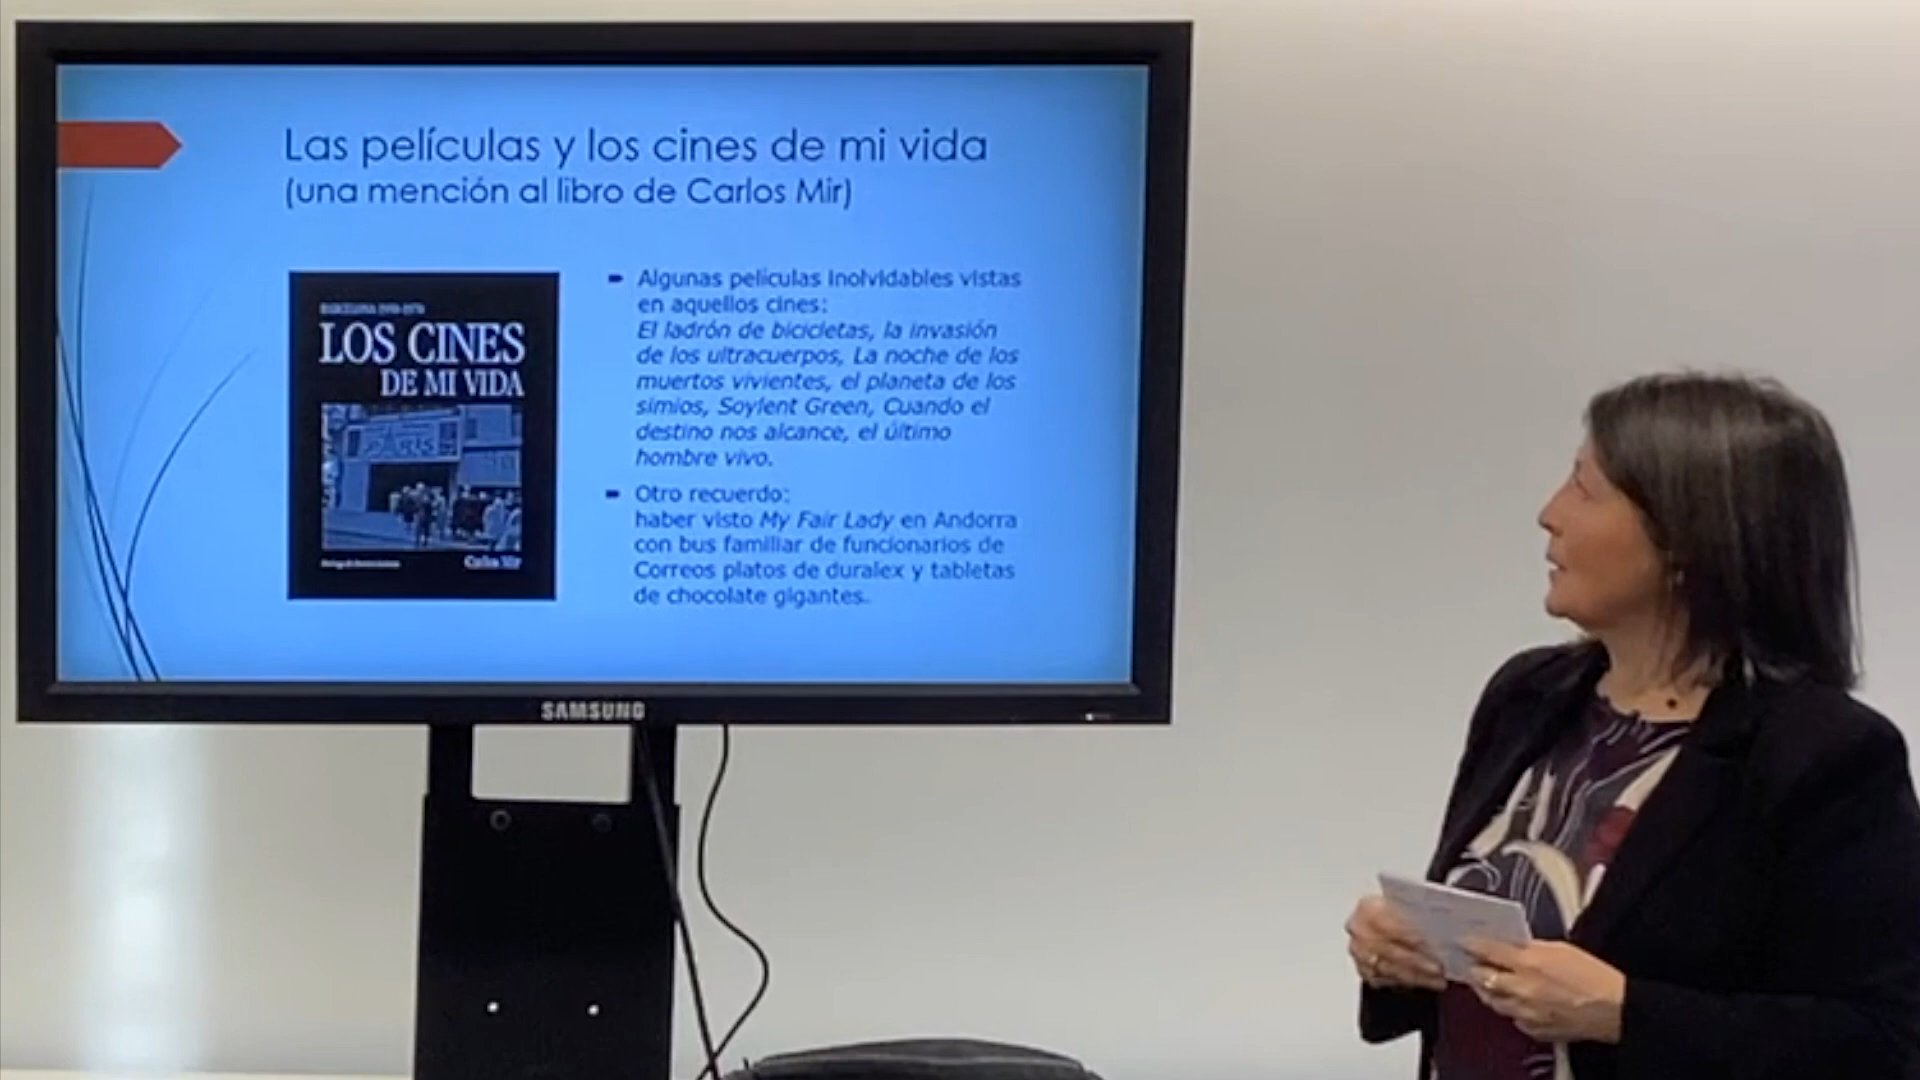 Las películas y los cines de mi vida
(una mención al libro de Carlos Mir)
BARCELONA 1950-1970
LOS CINES
DE MI VIDA
PARIS
Carlos Mir
Algunas películas inolvidables vistas
en aquellos cines:
El ladrón de bicicletas, la invasión
de los ultracuerpos, La noche de los
muertos vivientes, el planeta de los
simios, Soylent Green, Cuando el
destino nos alcance, el último
hombre vivo.
Otro recuerdo:
haber visto My Fair Lady en Andorra
con bus familiar de funcionarios de
Correos platos de duralex y tabletas
de chocolate gigantes.
SAMSUNG